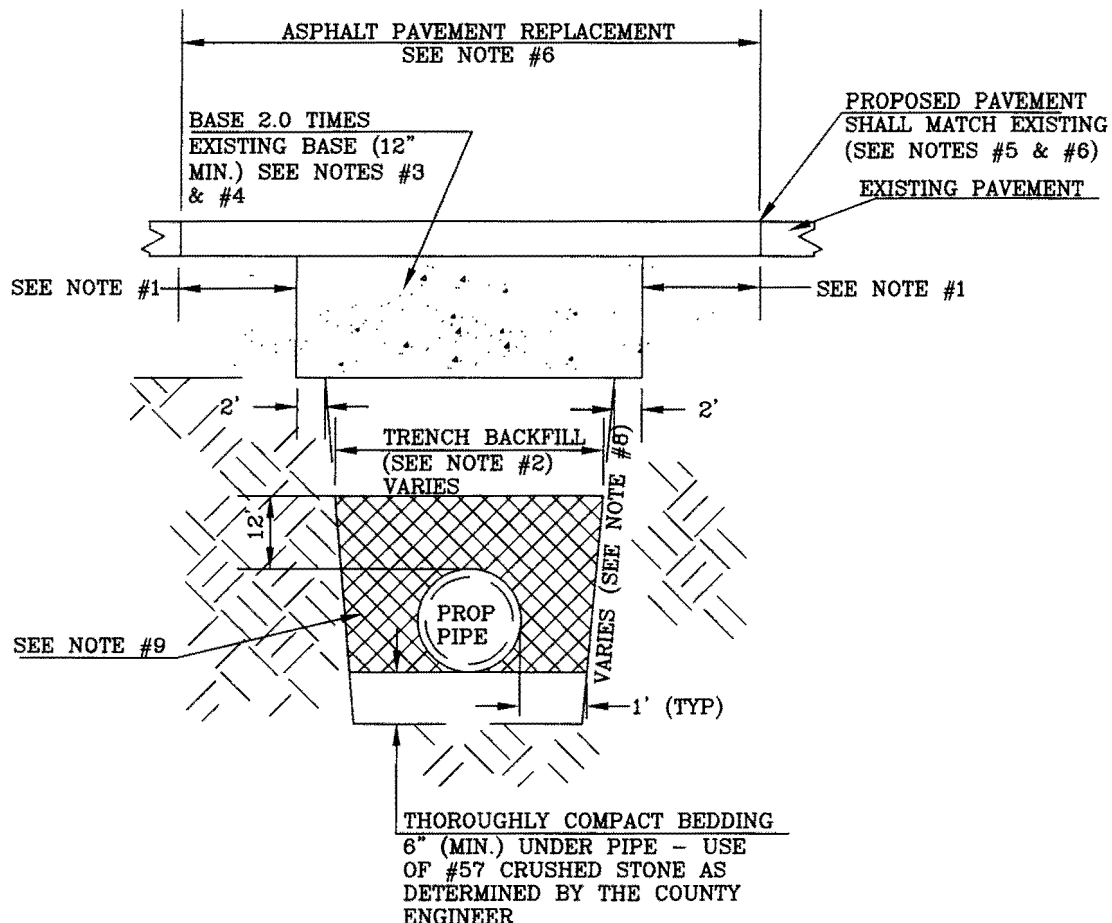 ASPHALT PAVEMENT REPLACEMENT
SEE NOTE #6
BASE 2.0 TIMES
EXISTING BASE (12"
MIN.) SEE NOTES #3
& #4
PROPOSED PAVEMENT
SHALL MATCH EXISTING
(SEE NOTES #5 & #6)
EXISTING PAVEMENT
SEE NOTE #1
SEE NOTE #1
2'
2'
TRENCH BACKFILL
(SEE NOTE #2)
VARIES
VARIES (SEE NOTE #8)
12
PROP
PIPE
SEE NOTE #9
1' (TYP)
THOROUGHLY COMPACT BEDDING
6" (MIN.) UNDER PIPE - USE
OF #57 CRUSHED STONE AS
DETERMINED BY THE COUNTY
ENGINEER